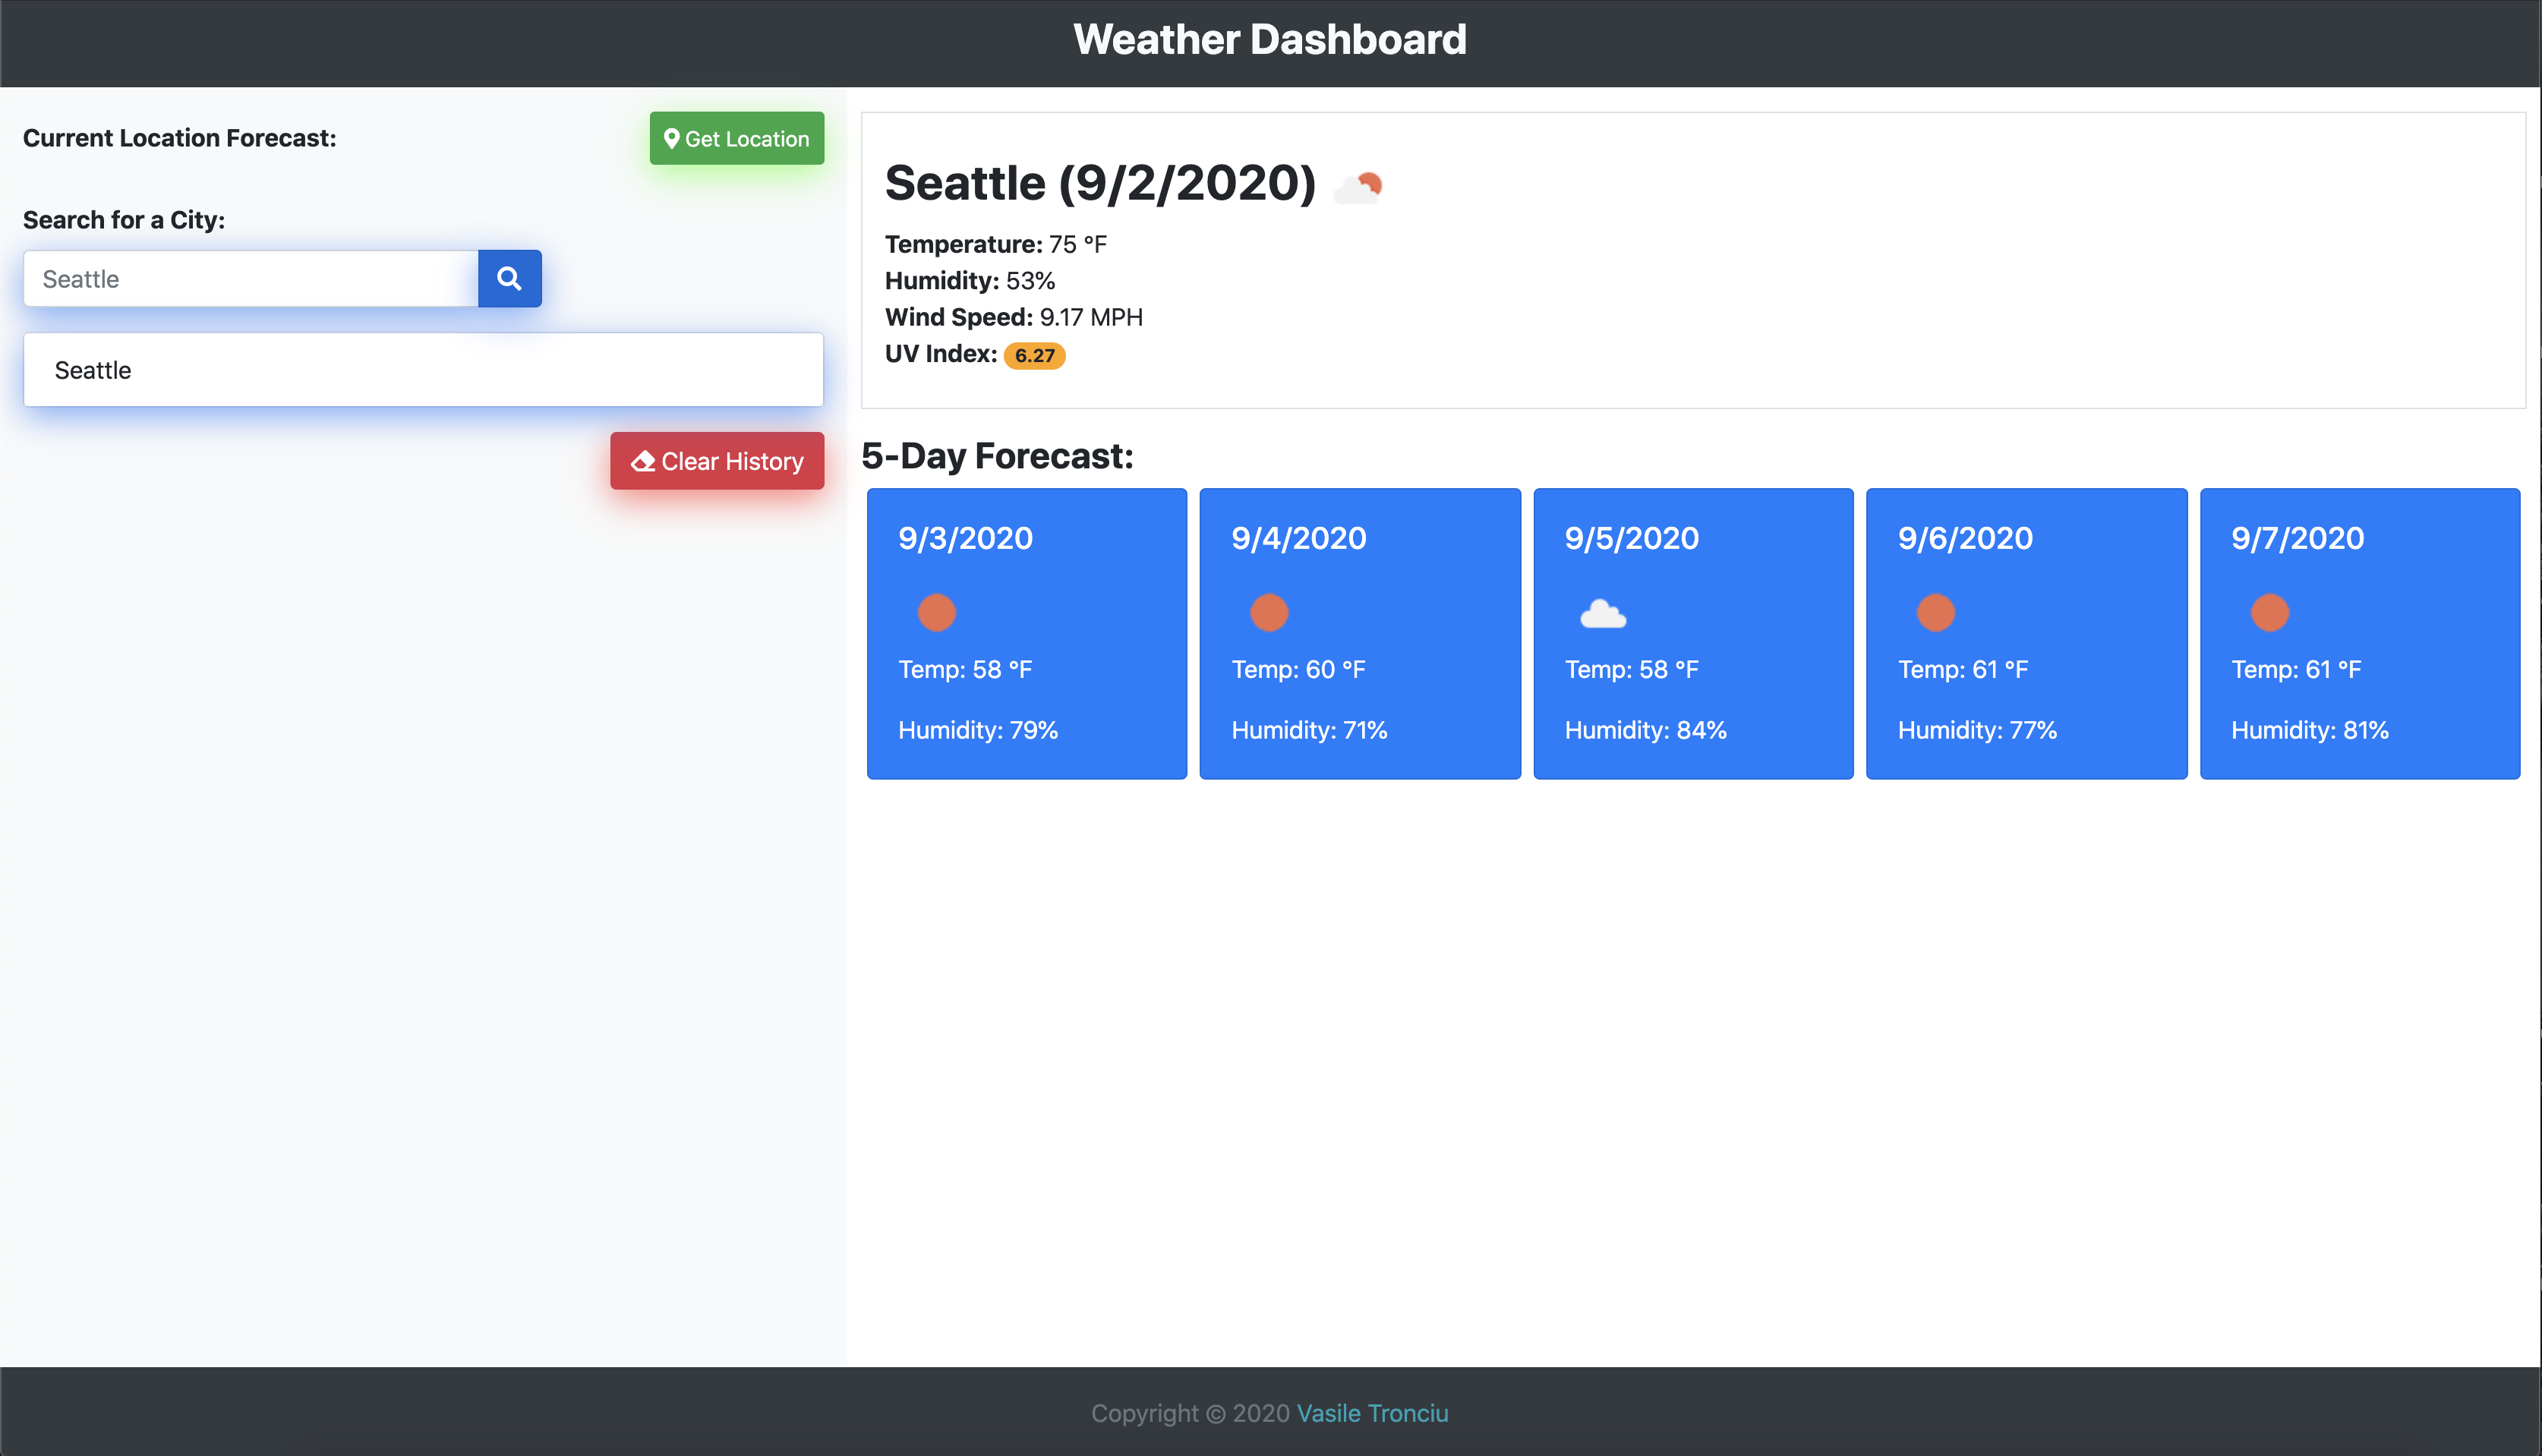 Weather Dashboard
Current Location Forecast:
Get Location
Search for a City:
Seattle
Seattle
Clear History
Seattle (9/2/2020)
Temperature: 75 °F
Humidity: 53%
Wind Speed: 9.17 MPH
UV Index: 6.27
5-Day Forecast:
9/3/2020
Temp: 58 °F
Humidity: 79%
9/4/2020
Temp: 60 °F
Humidity: 71%
9/5/2020
Temp: 58 °F
Humidity: 84%
9/6/2020
Temp: 61 °F
Humidity: 77%
9/7/2020
Temp: 61 °F
Humidity: 81%
Copyright © 2020 Vasile Tronciu